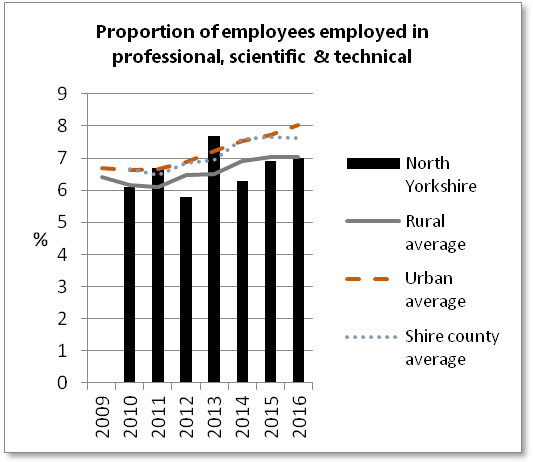 Proportion of employees employed in
professional, scientific & technical
9
8
7
6
5
4
3
2
1
0
%
2009
2010
2011
2012
2013
2014
2015
2016
North
Yorkshire
Rural
average
Urban
average
Shire county
average